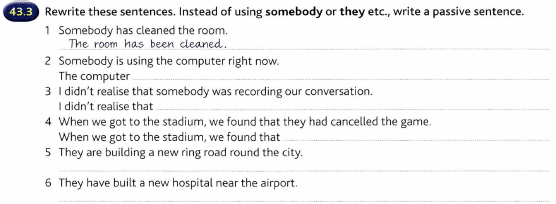 43.3 Rewrite these sentences. Instead of using somebody or they etc., write a passive sentence.
1 Somebody has cleaned the room.
The room has been cleaned.
2 Somebody is using the computer right now.
The computer
3 I didn't realise that somebody was recording our conversation.
I didn't realise that
4 When we got to the stadium, we found that they had cancelled the game.
When we got to the stadium, we found that
5 They are building a new ring road round the city.
6 They have built a new hospital near the airport.